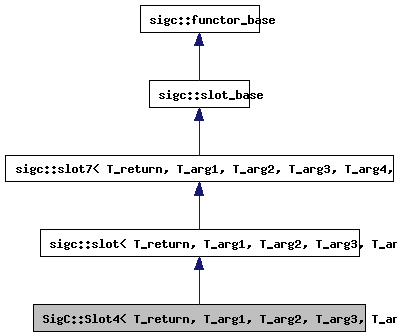 sigc::functor_base
sigc::slot_base
sigc::slot7< T_return, T_arg1, T_arg2, T_arg3, T_arg4,
sigc::slot< T_return, T_arg1, T_arg2, T_arg3, T_ar
SigC::Slot4< T_return, T_arg1, T_arg2, T_arg3, T_ar